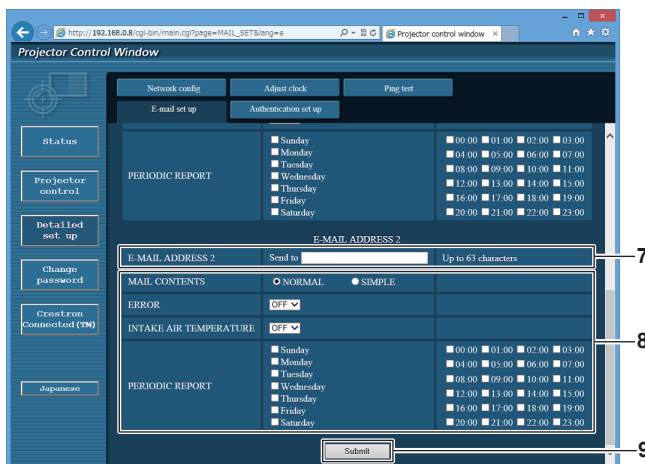 http://192.168.0.8/cgi-bin/main.cgi?page=MAIL_SET&lang=e
Projector control window
Projector Control Window
Network config Adjust clock Ping test
E-mail set up Authentication set up
Status
Projector control
Detailed set up
Change password
Crestron Connected(TM)
Japanese
PERIODIC REPORT
Sunday
Monday
Tuesday
Wednesday
Thursday
Friday
Saturday
00:00 01:00 02:00 03:00
04:00 05:00 06:00 07:00
08:00 09:00 10:00 11:00
12:00 13:00 14:00 15:00
16:00 17:00 18:00 19:00
20:00 21:00 22:00 23:00
E-MAIL ADDRESS 2
E-MAIL ADDRESS 2 Send to Up to 63 characters
7
MAIL CONTENTS NORMAL SIMPLE
ERROR OFF
INTAKE AIR TEMPERATURE OFF
8
PERIODIC REPORT
Sunday
Monday
Tuesday
Wednesday
Thursday
Friday
Saturday
00:00 01:00 02:00 03:00
04:00 05:00 06:00 07:00
08:00 09:00 10:00 11:00
12:00 13:00 14:00 15:00
16:00 17:00 18:00 19:00
20:00 21:00 22:00 23:00
Submit
9